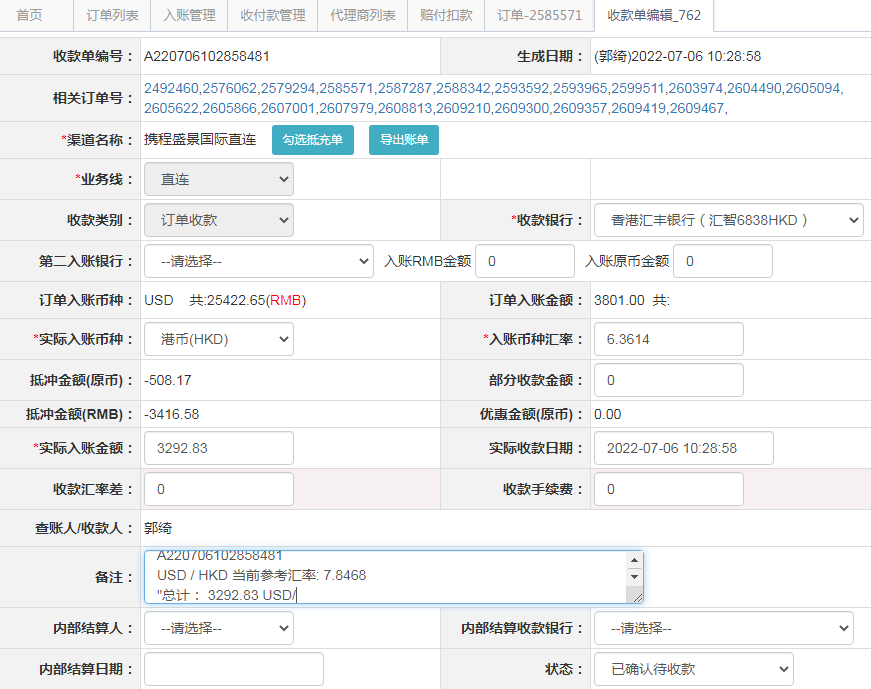 首页 订单列表 入账管理 收付款管理 代理商列表 赔付扣款 订单-2585571 收款单编辑_762
收款单编号： A220706102858481 生成日期： (郭绮)2022-07-06 10:28:58
相关订单号： 2492460,2576062,2579294,2585571,2587287,2588342,2593592,2593965,2599511,2603974,2604490,2605094,
2605622,2605866,2607001,2607979,2608813,2609210,2609300,2609357,2609419,2609467,
*渠道名称： 携程盛景国际直连 勾选抵充单 导出账单
*业务线： 直连
收款类别： 订单收款 *收款银行： 香港汇丰银行（汇智6838HKD）
第二入账银行： --请选择-- 入账RMB金额 0 入账原币金额 0
订单入账币种： USD 共:25422.65(RMB) 订单入账金额： 3801.00 共:
*实际入账币种： 港币(HKD) *入账币种汇率： 6.3614
抵冲金额(原币)： -508.17 部分收款金额： 0
抵冲金额(RMB)： -3416.58 优惠金额(原币)： 0.00
*实际入账金额： 3292.83 实际收款日期： 2022-07-06 10:28:58
收款汇率差： 0 收款手续费： 0
查账人/收款人： 郭绮
备注： A220706102858481
USD / HKD 当前参考汇率: 7.8468
"总计： 3292.83 USD/
内部结算人： --请选择-- 内部结算收款银行： --请选择--
内部结算日期： 状态： 已确认待收款